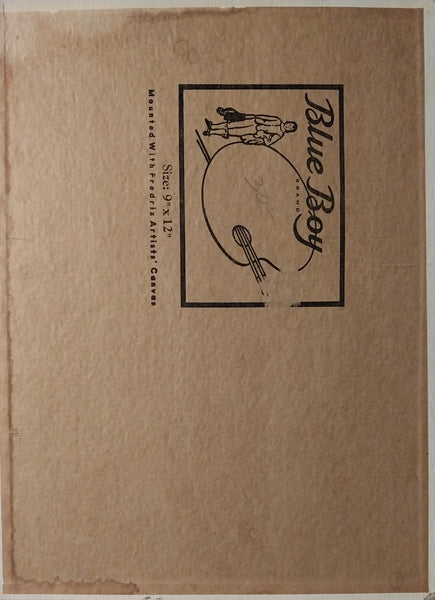 Blue Boy
BRAND
Size: 9" x 12"
Mounted With Fredrix Artists' Canvas